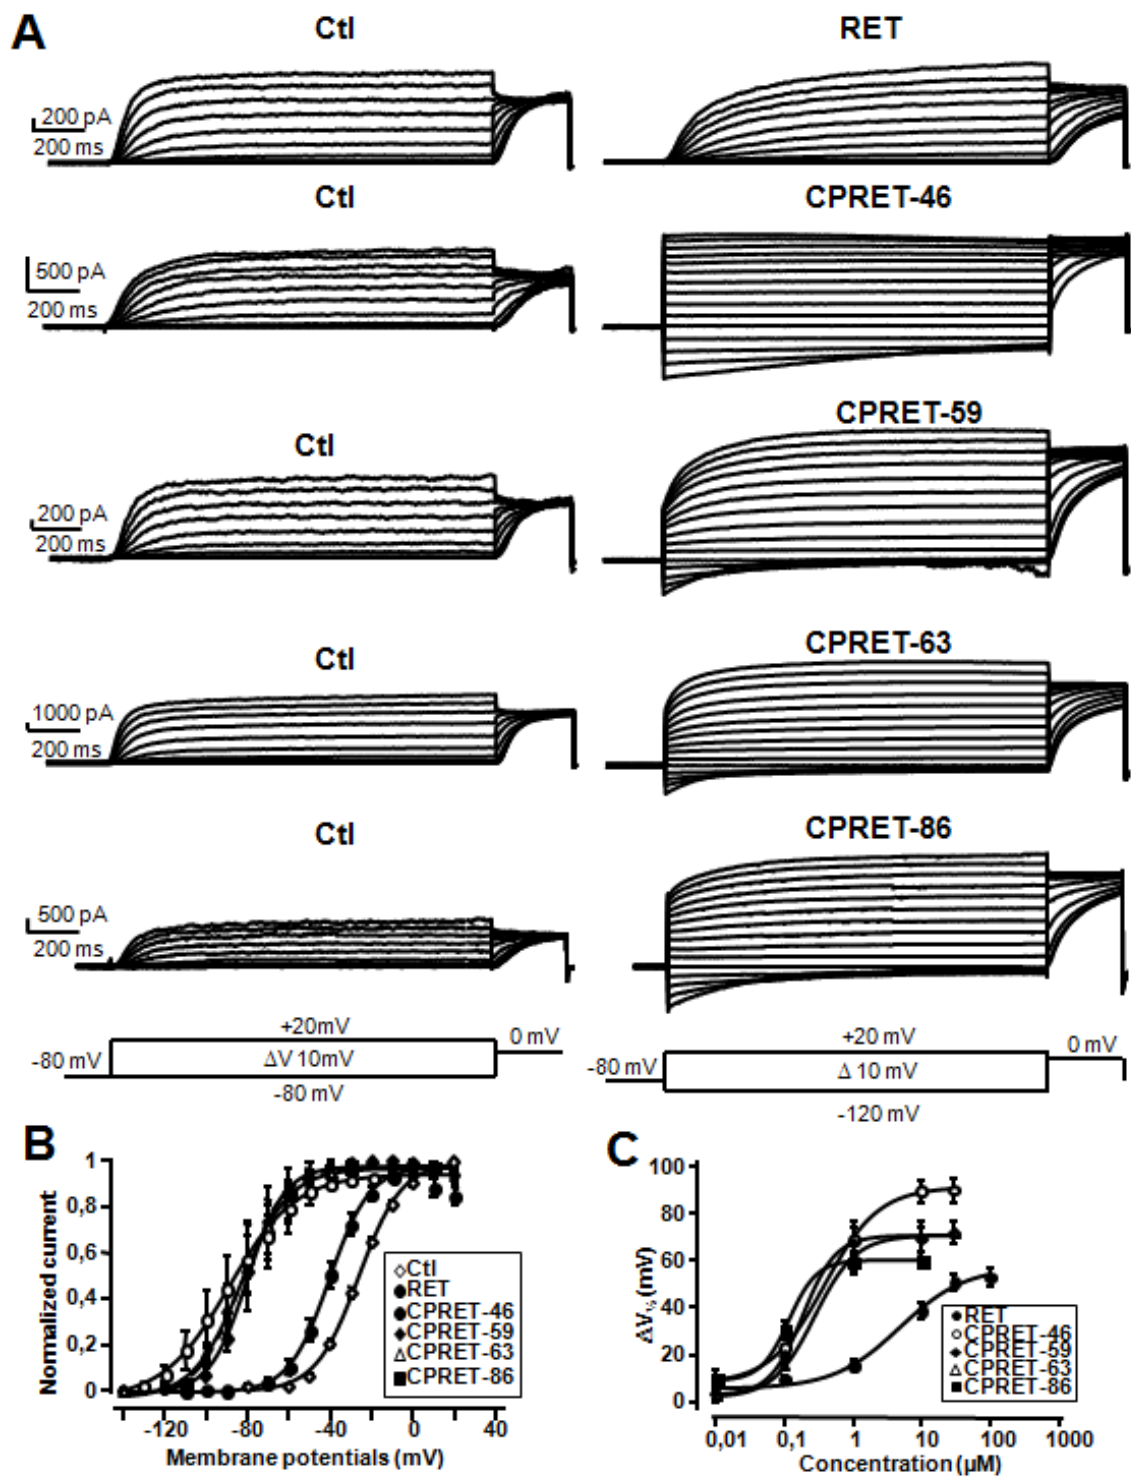 A
Ctl
RET
200 pA
200 ms
Ctl
CPRET-46
500 pA
200 ms
Ctl
CPRET-59
200 pA
200 ms
Ctl
CPRET-63
1000 pA
200 ms
Ctl
CPRET-86
500 pA
200 ms
+20mV
0 mV
-80 mV
ΔV 10mV
-80 mV
+20 mV
0 mV
-80 mV
Δ 10 mV
-120 mV
B
Normalized current
1
0,8
0,6
0,4
0,2
0
-120
-80
-40
0
40
Membrane potentials (mV)
Ctl
RET
CPRET-46
CPRET-59
CPRET-63
CPRET-86
C
ΔV½ (mV)
100
80
60
40
20
0
0,01
0,1
1
10
100
1000
Concentration (µM)
RET
CPRET-46
CPRET-59
CPRET-63
CPRET-86